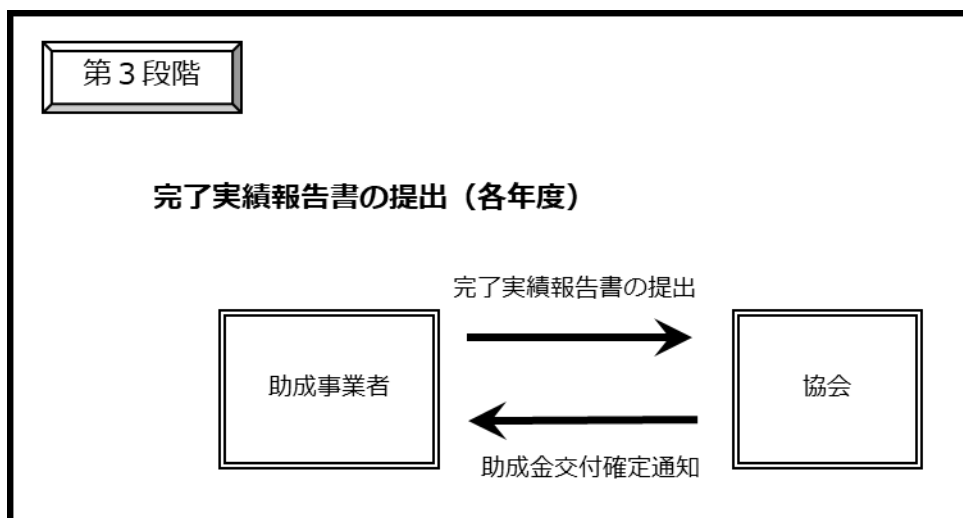 第３段階
完了実績報告書の提出（各年度）
完了実績報告書の提出
助成事業者
協会
助成金交付確定通知